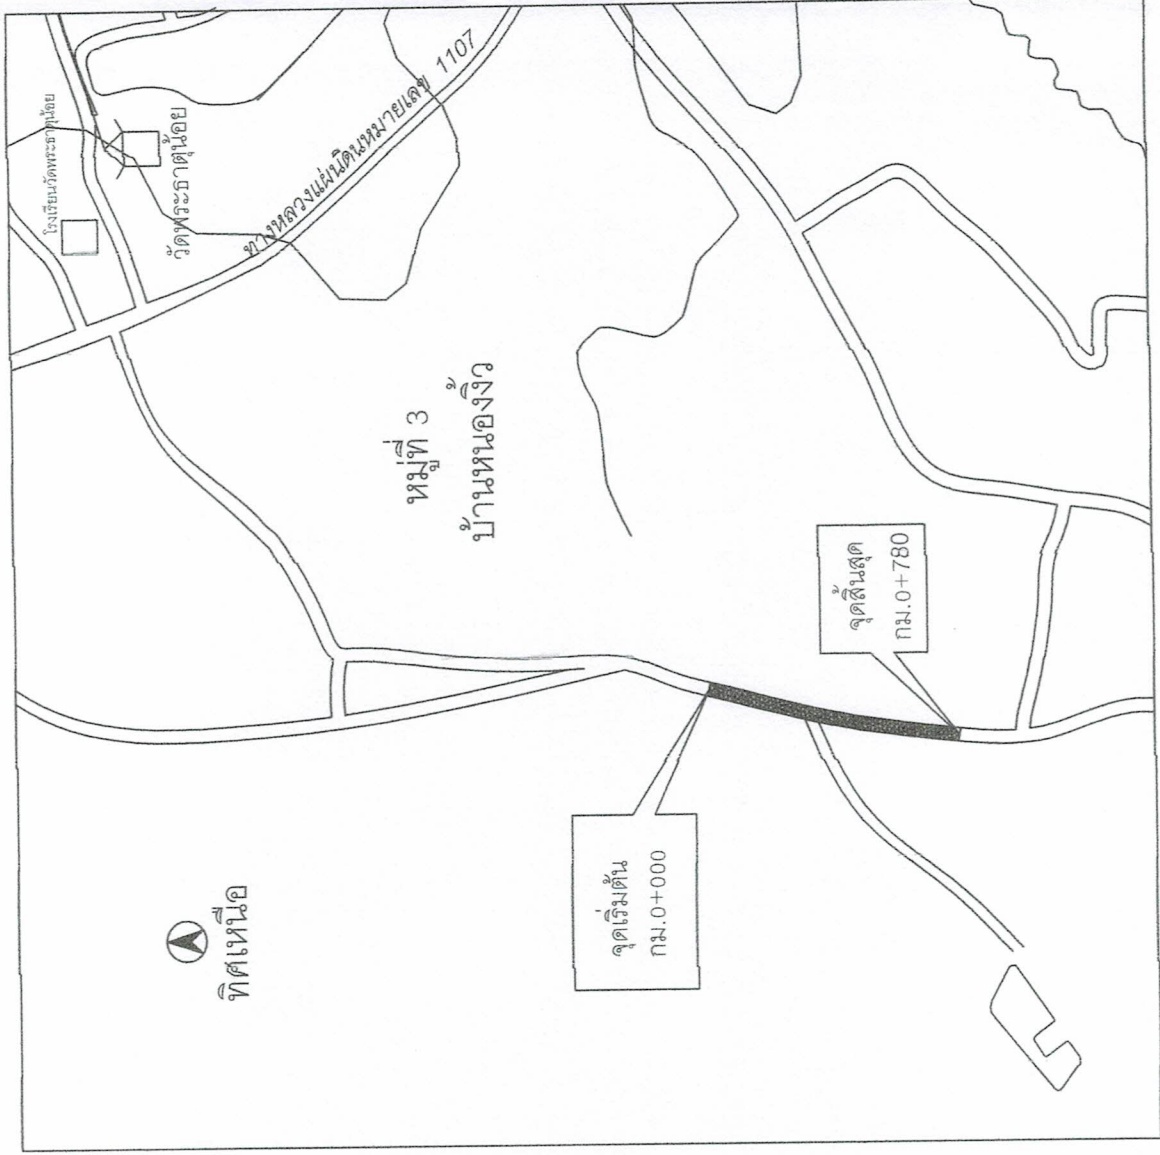 โรงเรียนวัดพระธาตุน้อย
วัดพระธาตุน้อย
ทางหลวงแผ่นดินหมายเลข 1107
หมู่ที่ 3
บ้านหนองงิ้ว
ทิศเหนือ
จุดเริ่มต้น
กม.0+000
จุดสิ้นสุด
กม.0+780